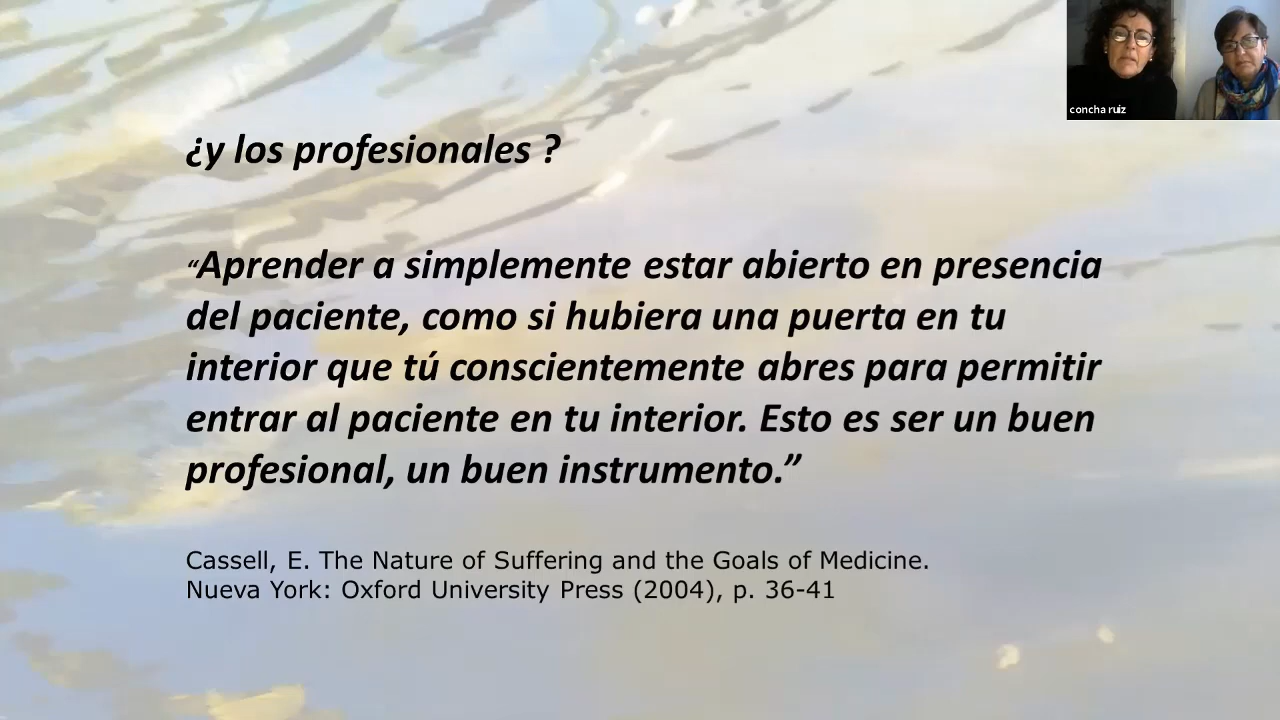 concha ruiz
¿y los profesionales ?
“Aprender a simplemente estar abierto en presencia
del paciente, como si hubiera una puerta en tu
interior que tú conscientemente abres para permitir
entrar al paciente en tu interior. Esto es ser un buen
profesional, un buen instrumento.”
Cassell, E. The Nature of Suffering and the Goals of Medicine.
Nueva York: Oxford University Press (2004), p. 36-41